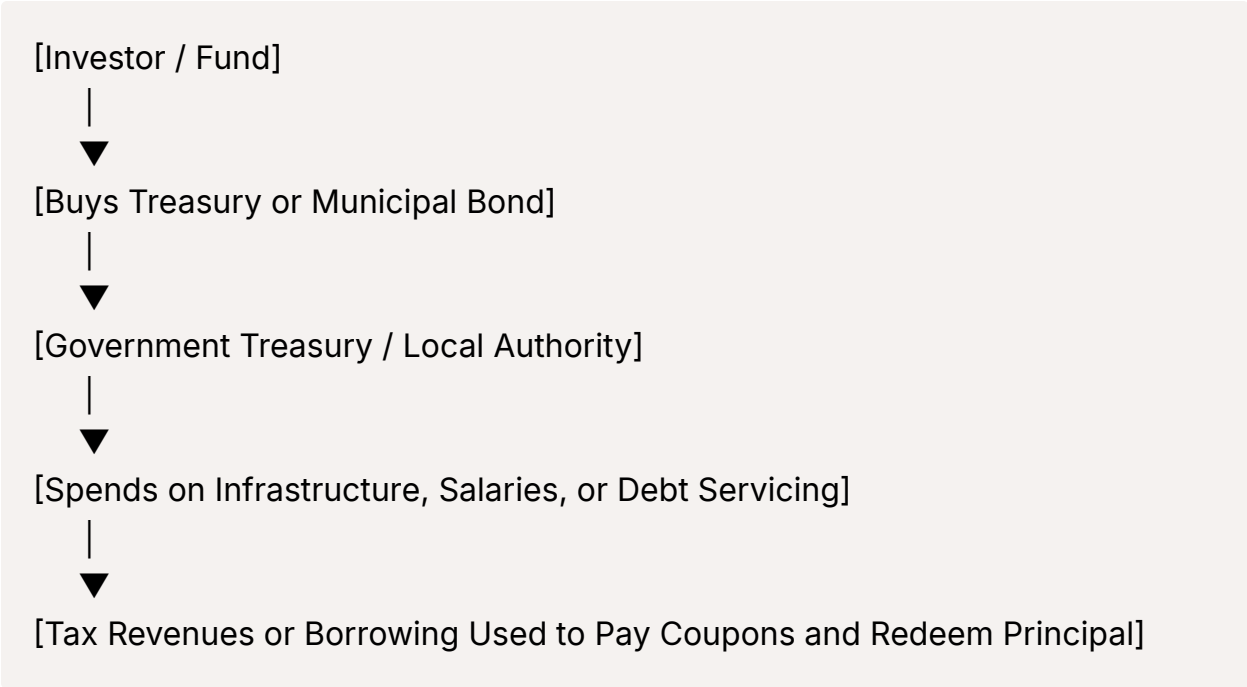 [Investor / Fund]
│
▼
[Buys Treasury or Municipal Bond]
│
▼
[Government Treasury / Local Authority]
│
▼
[Spends on Infrastructure, Salaries, or Debt Servicing]
│
▼
[Tax Revenues or Borrowing Used to Pay Coupons and Redeem Principal]